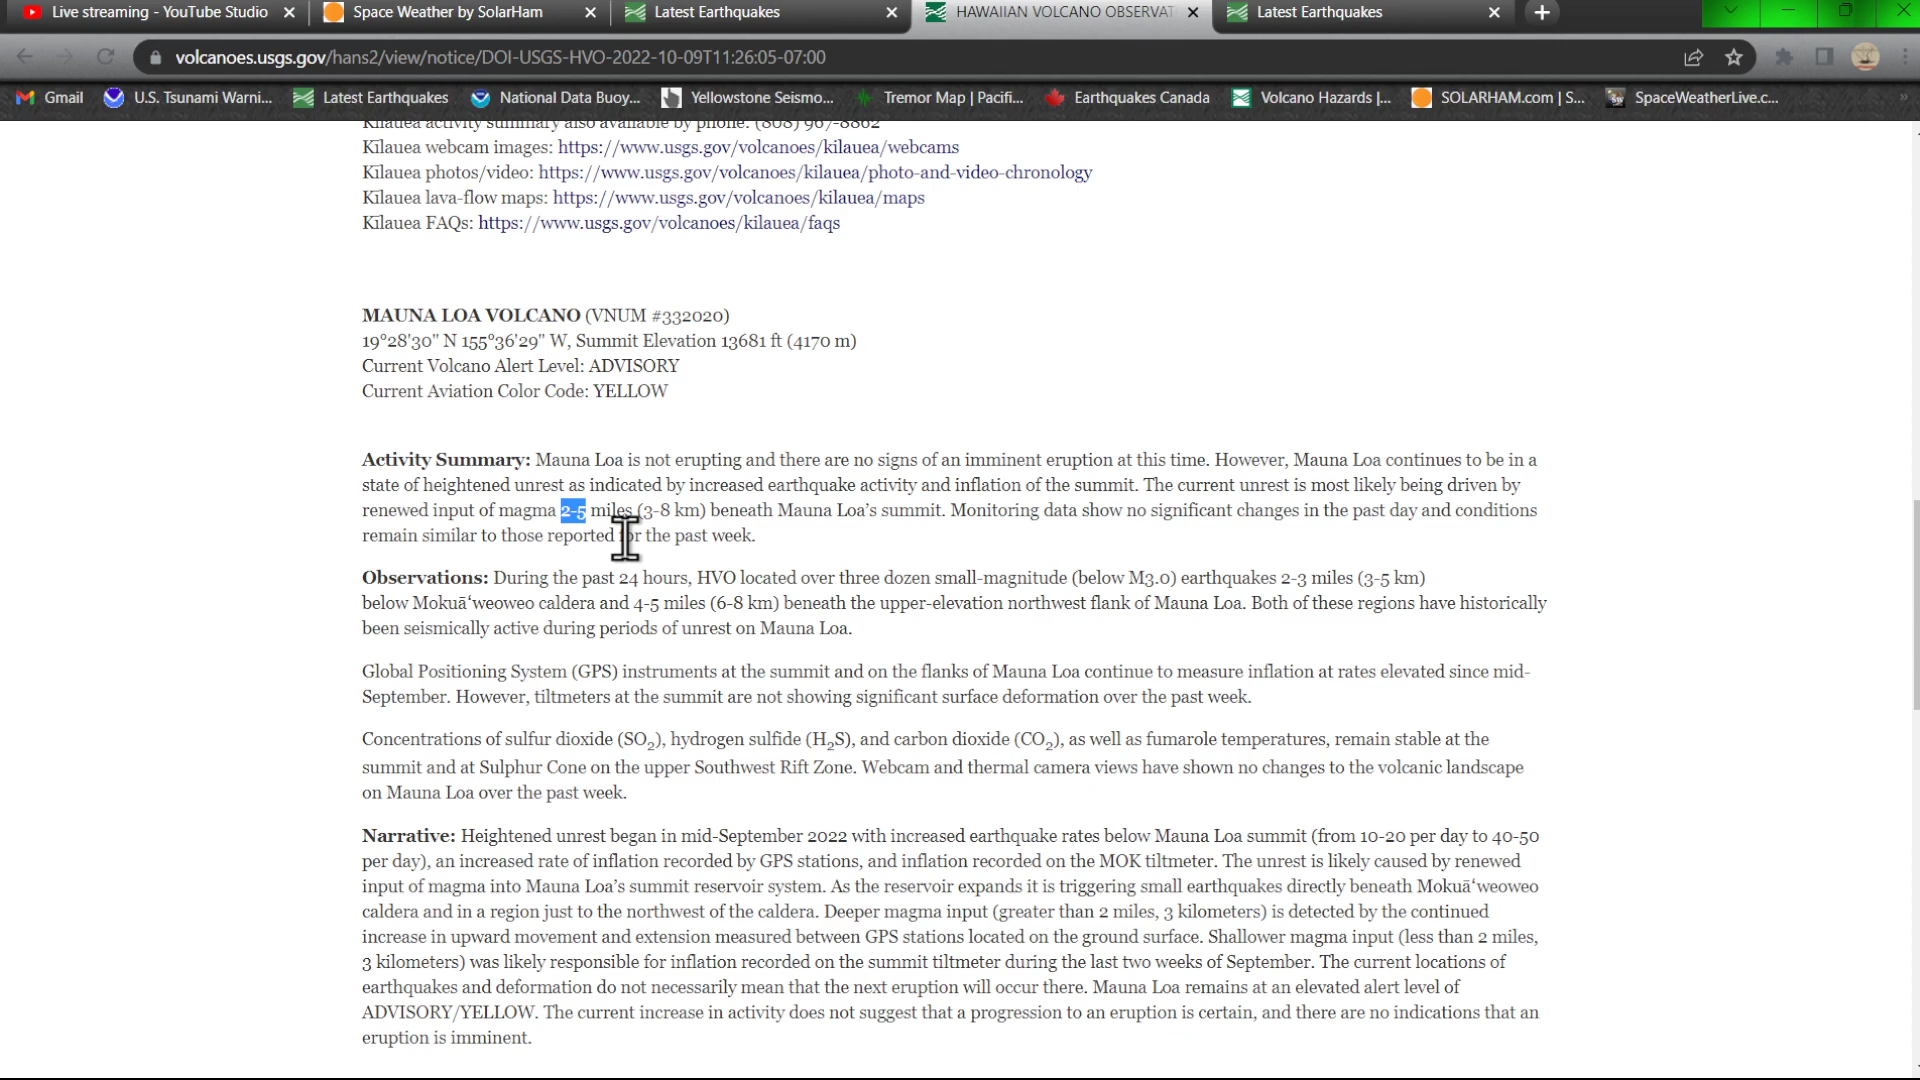 Live streaming - YouTube Studio
Space Weather by SolarHam
Latest Earthquakes
HAWAIIAN VOLCANO OBSERVAT
Latest Earthquakes
volcanoes.usgs.gov/hans2/view/notice/DOI-USGS-HVO-2022-10-09T11:26:05-07:00
Gmail
U.S. Tsunami Warni...
Latest Earthquakes
National Data Buoy...
Yellowstone Seismo...
Tremor Map | Pacifi...
Earthquakes Canada
Volcano Hazards |...
SOLARHAM.com | S...
SpaceWeatherLive.c...
Kīlauea activity summary also available by phone: (808) 967-8862
Kīlauea webcam images: https://www.usgs.gov/volcanoes/kilauea/webcams
Kīlauea photos/video: https://www.usgs.gov/volcanoes/kilauea/photo-and-video-chronology
Kīlauea lava-flow maps: https://www.usgs.gov/volcanoes/kilauea/maps
Kīlauea FAQs: https://www.usgs.gov/volcanoes/kilauea/faqs
MAUNA LOA VOLCANO (VNUM #332020)
19°28'30" N 155°36'29" W, Summit Elevation 13681 ft (4170 m)
Current Volcano Alert Level: ADVISORY
Current Aviation Color Code: YELLOW
Activity Summary: Mauna Loa is not erupting and there are no signs of an imminent eruption at this time. However, Mauna Loa continues to be in a
state of heightened unrest as indicated by increased earthquake activity and inflation of the summit. The current unrest is most likely being driven by
renewed input of magma 2-5 miles (3-8 km) beneath Mauna Loa's summit. Monitoring data show no significant changes in the past day and conditions
remain similar to those reported for the past week.
Observations: During the past 24 hours, HVO located over three dozen small-magnitude (below M3.0) earthquakes 2-3 miles (3-5 km)
below Mokuāʻweoweo caldera and 4-5 miles (6-8 km) beneath the upper-elevation northwest flank of Mauna Loa. Both of these regions have historically
been seismically active during periods of unrest on Mauna Loa.
Global Positioning System (GPS) instruments at the summit and on the flanks of Mauna Loa continue to measure inflation at rates elevated since mid-
September. However, tiltmeters at the summit are not showing significant surface deformation over the past week.
Concentrations of sulfur dioxide (SO₂), hydrogen sulfide (H₂S), and carbon dioxide (CO₂), as well as fumarole temperatures, remain stable at the
summit and at Sulphur Cone on the upper Southwest Rift Zone. Webcam and thermal camera views have shown no changes to the volcanic landscape
on Mauna Loa over the past week.
Narrative: Heightened unrest began in mid-September 2022 with increased earthquake rates below Mauna Loa summit (from 10-20 per day to 40-50
per day), an increased rate of inflation recorded by GPS stations, and inflation recorded on the MOK tiltmeter. The unrest is likely caused by renewed
input of magma into Mauna Loa's summit reservoir system. As the reservoir expands it is triggering small earthquakes directly beneath Mokuāʻweoweo
caldera and in a region just to the northwest of the caldera. Deeper magma input (greater than 2 miles, 3 kilometers) is detected by the continued
increase in upward movement and extension measured between GPS stations located on the ground surface. Shallower magma input (less than 2 miles,
3 kilometers) was likely responsible for inflation recorded on the summit tiltmeter during the last two weeks of September. The current locations of
earthquakes and deformation do not necessarily mean that the next eruption will occur there. Mauna Loa remains at an elevated alert level of
ADVISORY/YELLOW. The current increase in activity does not suggest that a progression to an eruption is certain, and there are no indications that an
eruption is imminent.